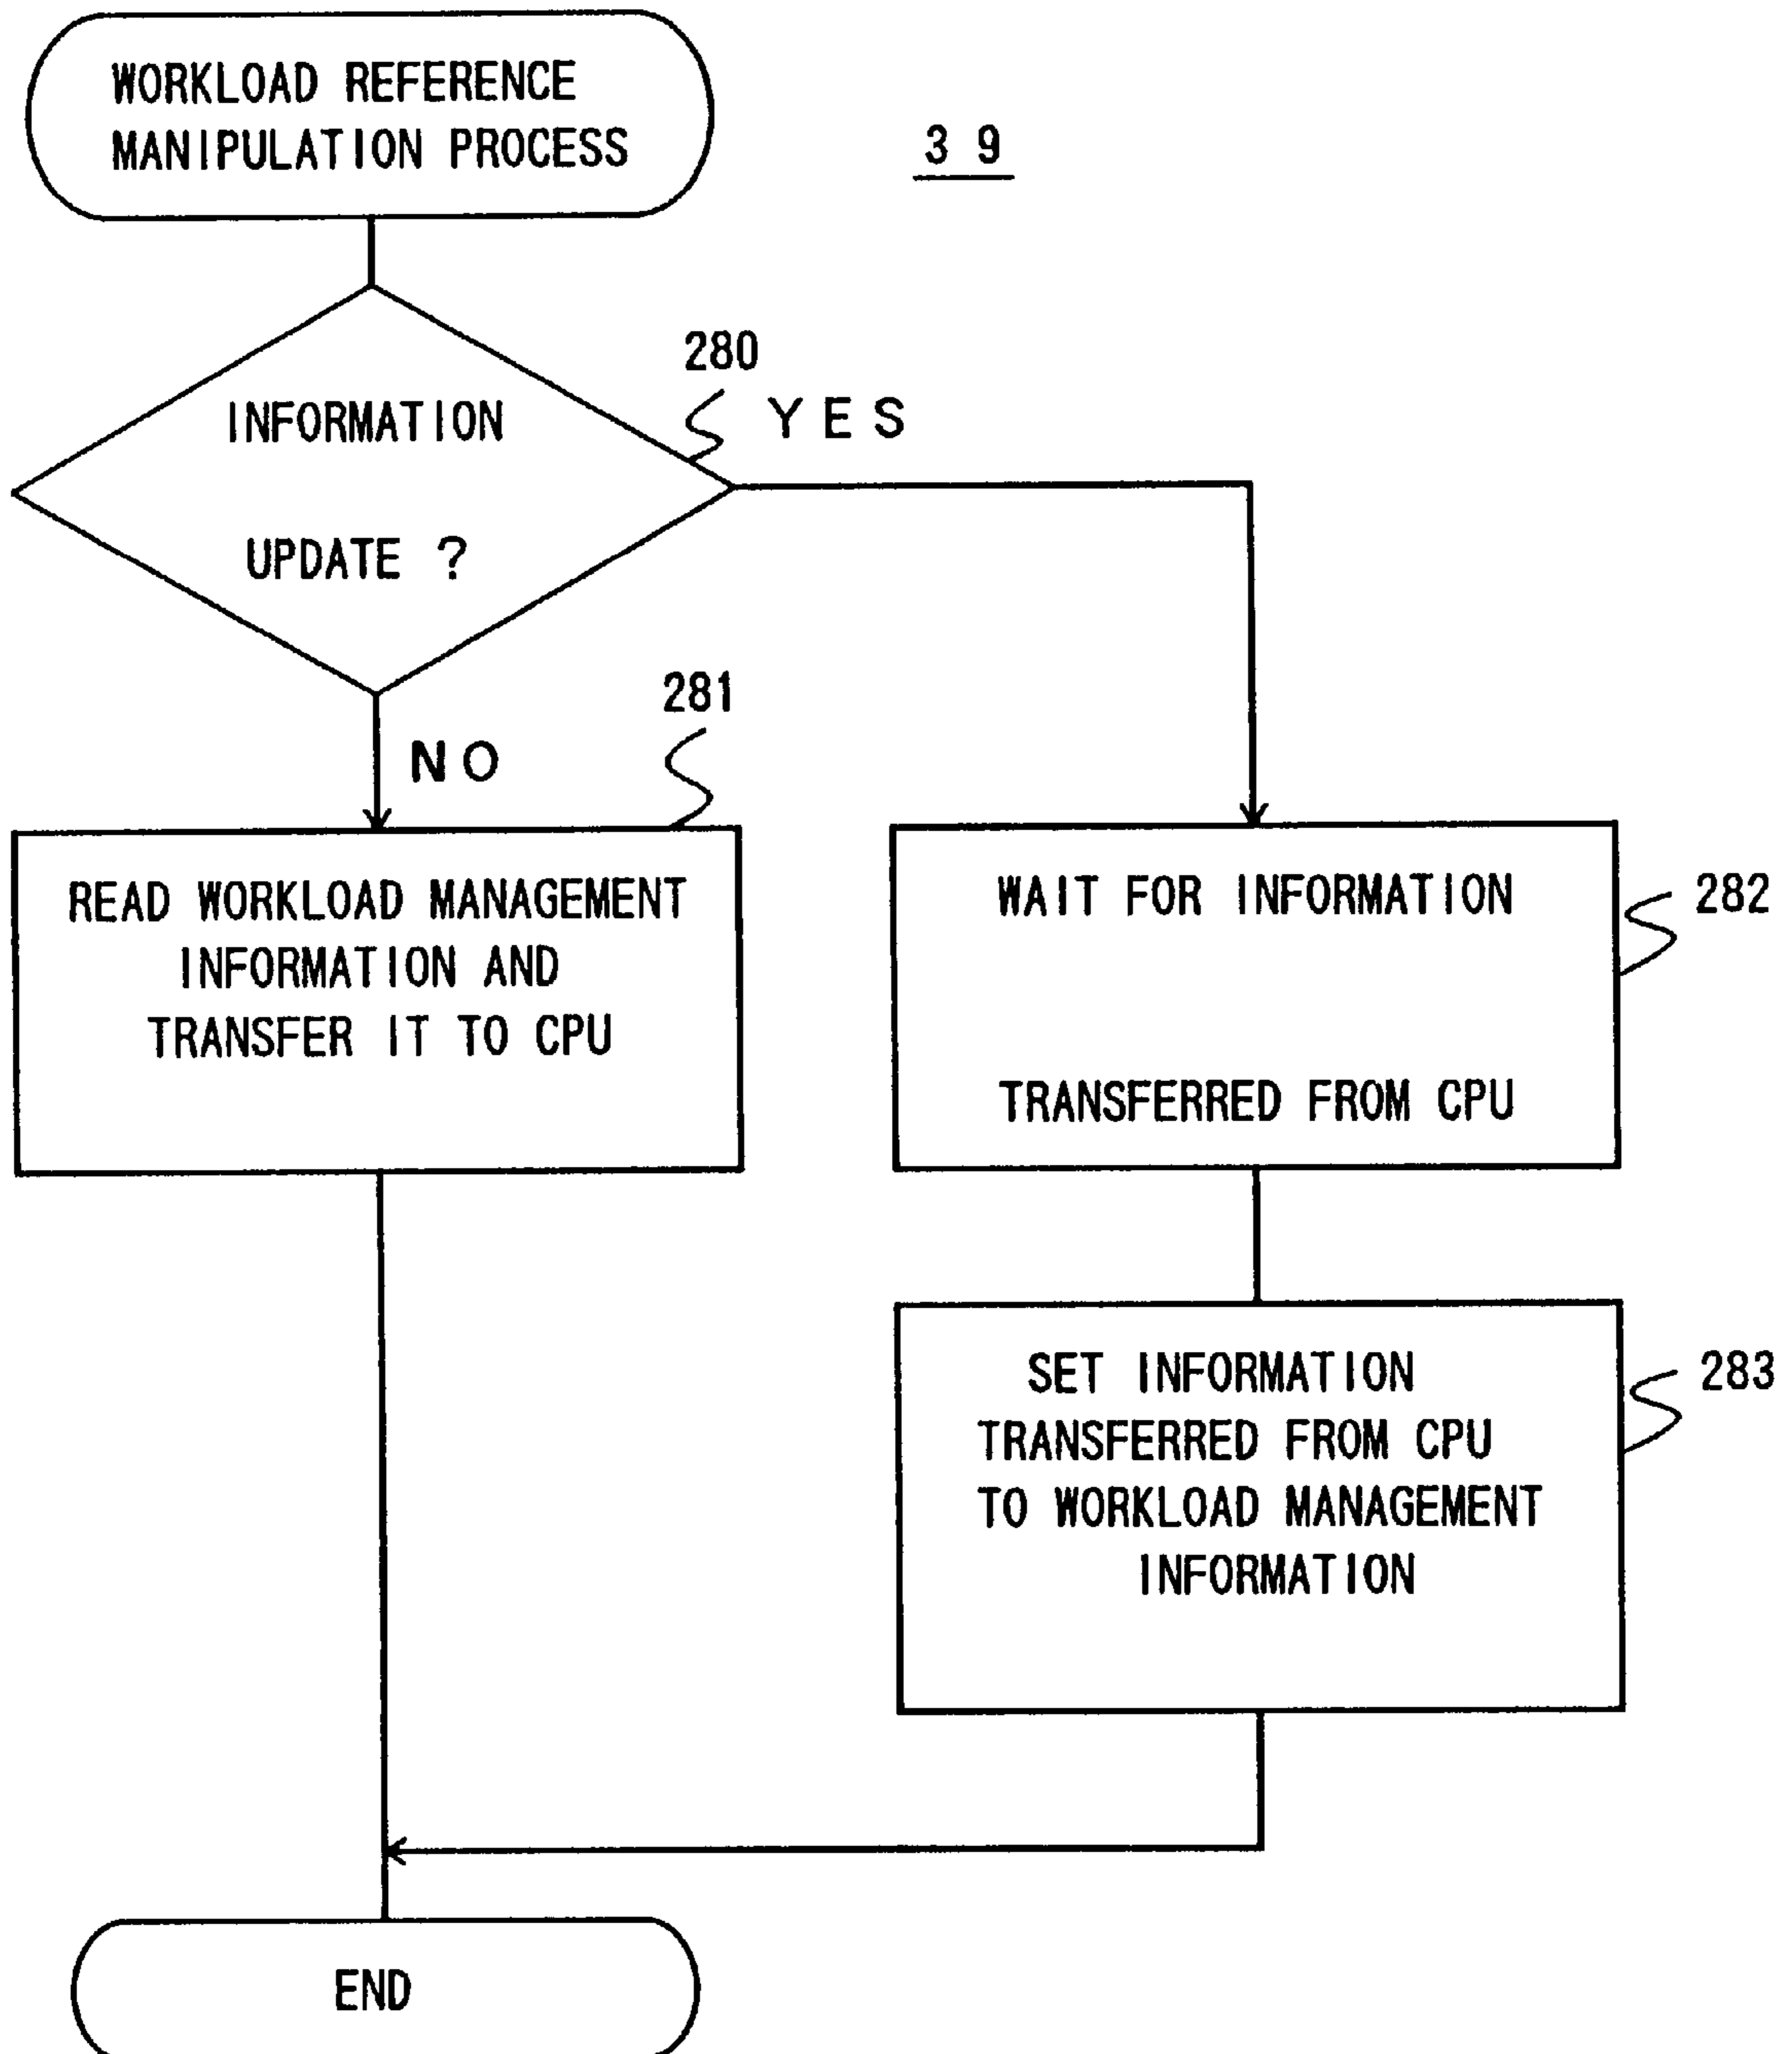 WORKLOAD REFERENCE
MANIPULATION PROCESS
39
280
INFORMATION
YES
UPDATE ?
281
NO
READ WORKLOAD MANAGEMENT
INFORMATION AND
TRANSFER IT TO CPU
WAIT FOR INFORMATION
282
TRANSFERRED FROM CPU
SET INFORMATION
283
TRANSFERRED FROM CPU
TO WORKLOAD MANAGEMENT
INFORMATION
END